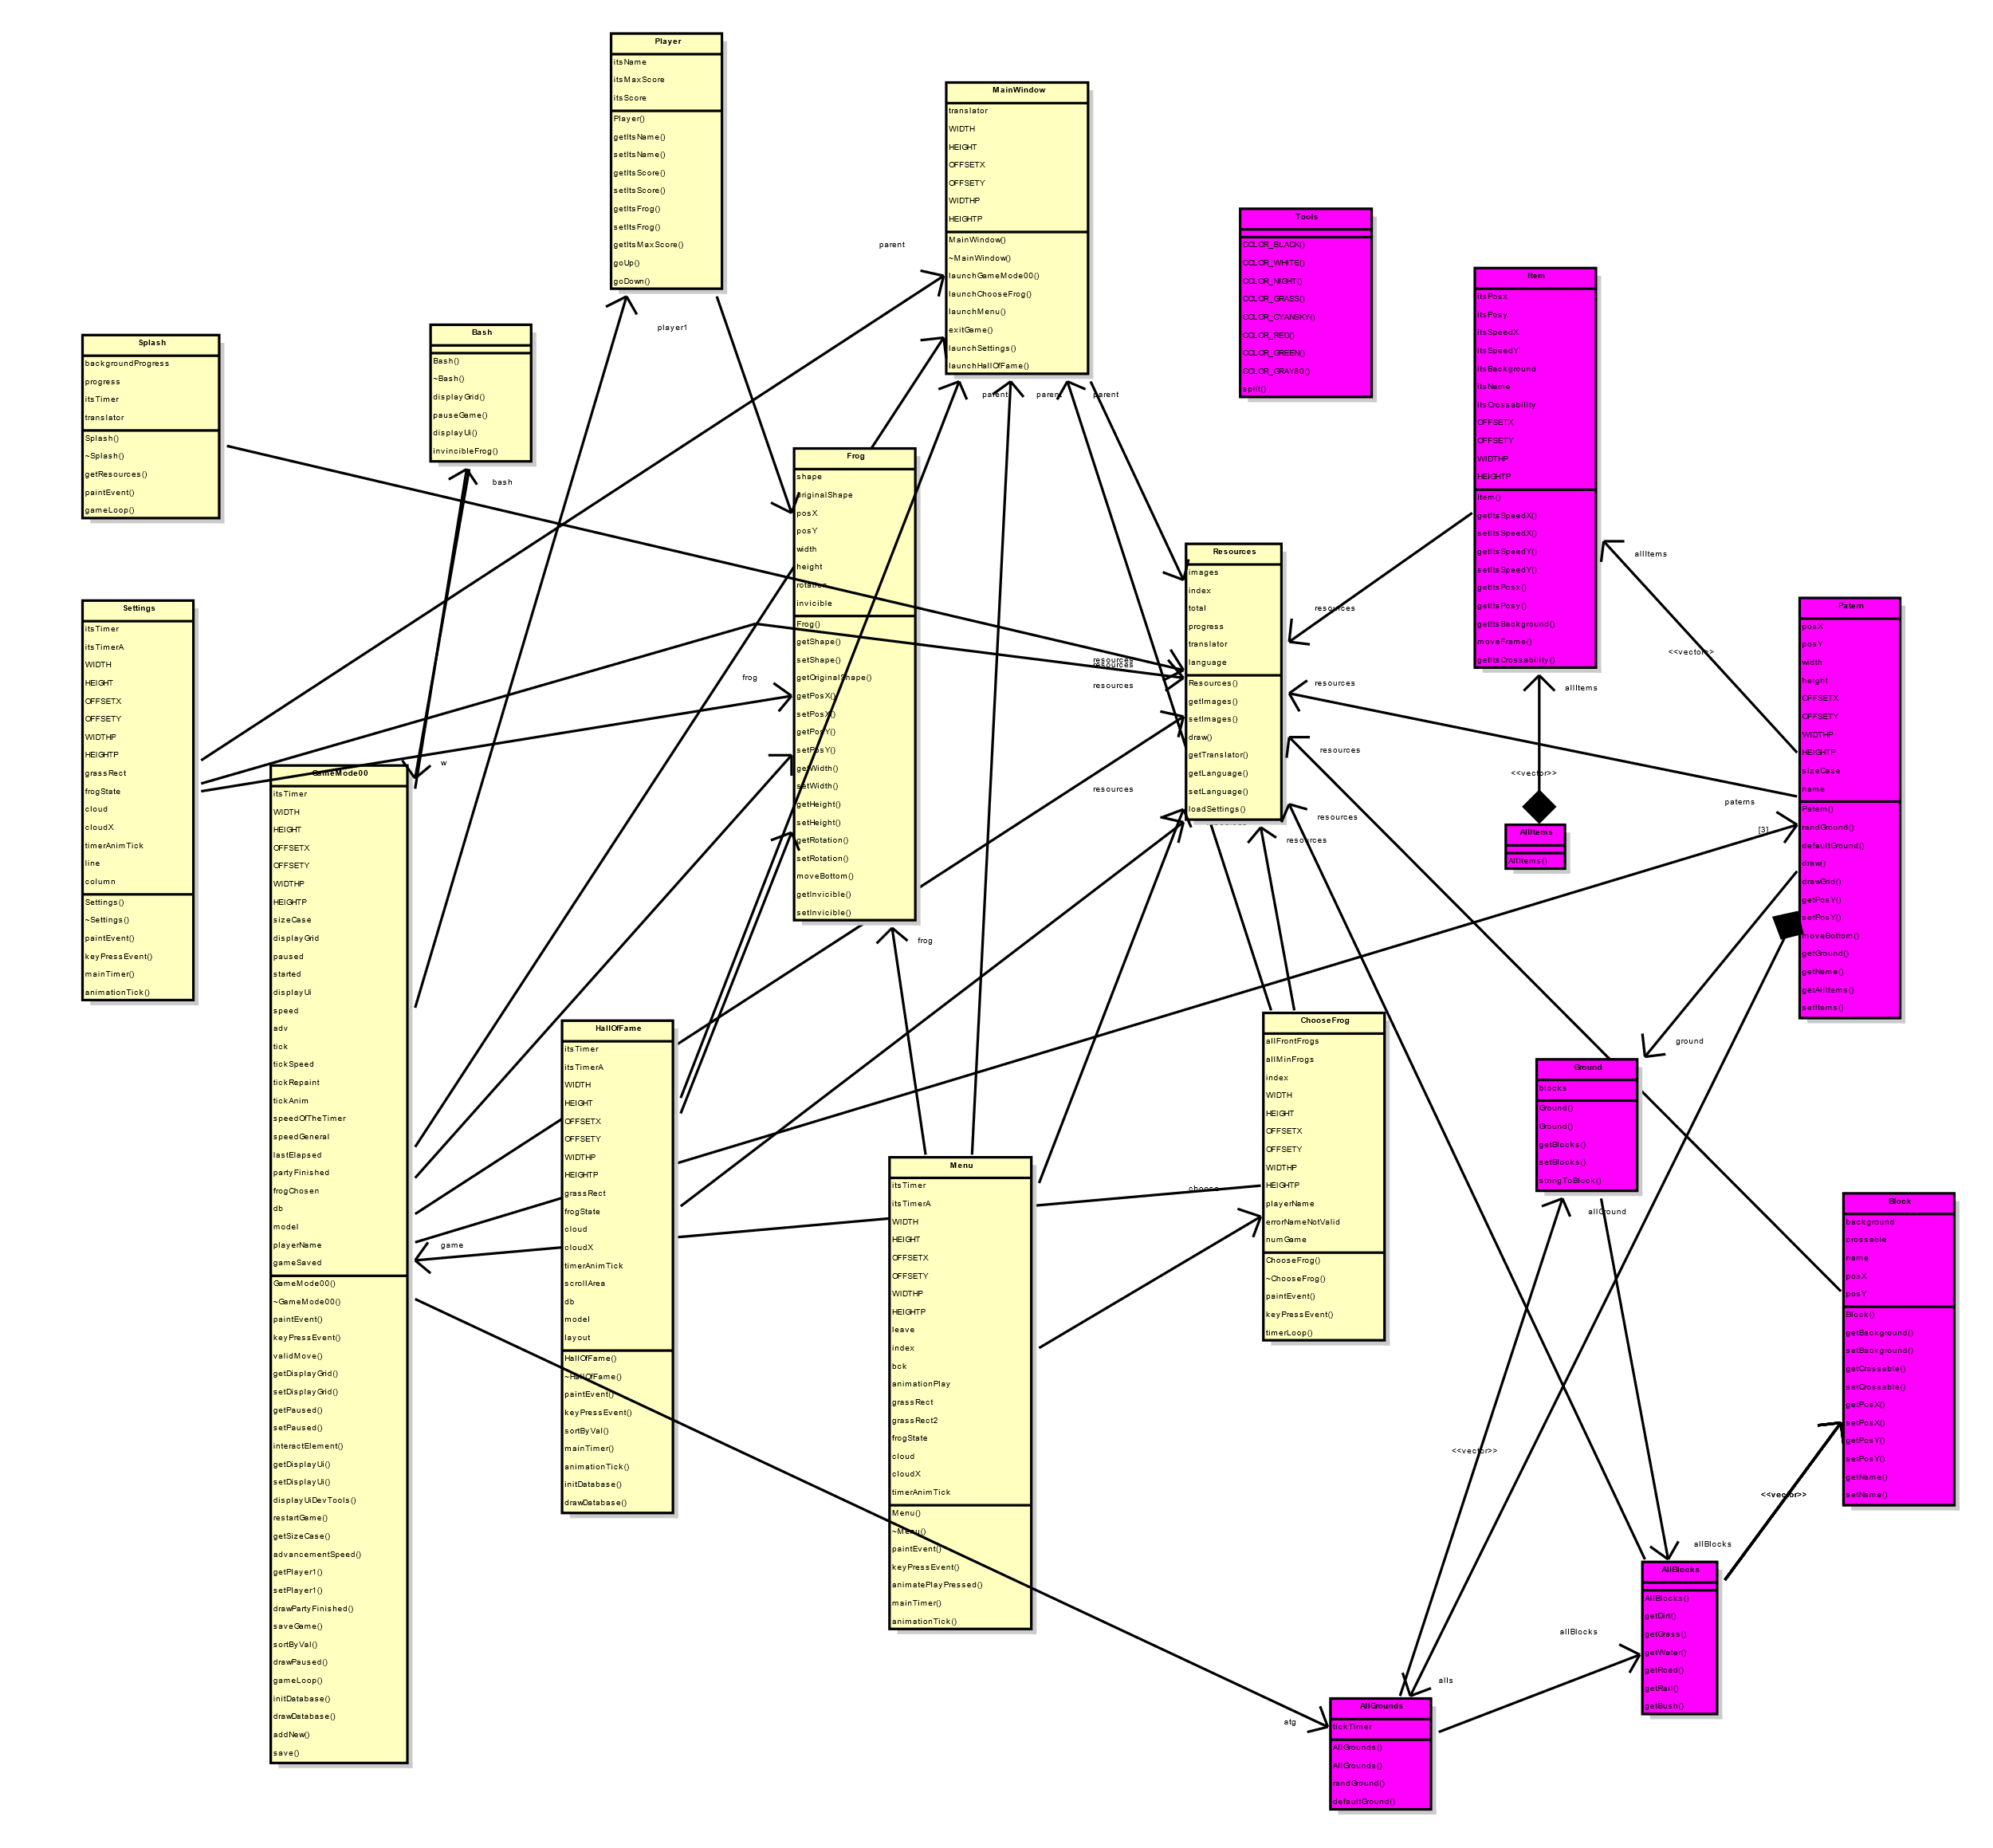 Player
itsName
itsMaxScore
itsScore
Player()
getItsName()
setItsName()
getItsScore()
setItsScore()
getItsFrog()
setItsFrog()
getItsMaxScore()
goUp()
goDown()
MainWindow
translator
WIDTH
HEIGHT
OFFSETX
OFFSETY
WIDTHP
HEIGHTP
MainWindow()
~MainWindow()
launchGameMode00()
launchChooseFrog()
launchMenu()
exitGame()
launchSettings()
launchHallOfFame()
parent
player1
parent
parent
parent
Tools
COLOR_BLACK()
COLOR_WHITE()
COLOR_NIGHT()
COLOR_GRASS()
COLOR_CYANSKY()
COLOR_RED()
COLOR_GREEN()
COLOR_GRAY80()
split()
Item
itsPosx
itsPosy
itsSpeedX
itsSpeedY
itsBackground
itsName
itsCrossability
OFFSETX
OFFSETY
WIDTHP
HEIGHTP
Item()
getItsSpeedX()
setItsSpeedX()
getItsSpeedY()
setItsSpeedY()
getItsPosx()
getItsPosy()
getItsBackground()
moveFrame()
getItsCrossability()
Splash
backgroundProgress
progress
itsTimer
translator
Splash()
~Splash()
getResources()
paintEvent()
gameLoop()
Bash
Bash()
~Bash()
displayGrid()
pauseGame()
displayUi()
invincibleFrog()
bash
w
Frog
shape
originalShape
posX
posY
width
height
rotation
invicible
Frog()
getShape()
setShape()
getOriginalShape()
getPosX()
setPosX()
getPosY()
setPosY()
getWidth()
setWidth()
getHeight()
setHeight()
getRotation()
setRotation()
moveBottom()
getInvicible()
setInvicible()
frog
frog
Resources
images
index
total
progress
translator
language
Resources()
getImages()
setImages()
draw()
getTranslator()
getLanguage()
setLanguage()
loadSettings()
resources
resources
resources
resources
resources
resources
resources
resources
resources
allItems
<<vector>>
allItems
<<vector>>
AllItems
AllItems()
Patern
posX
posY
width
height
OFFSETX
OFFSETY
WIDTHP
HEIGHTP
sizeCase
name
Patern()
randGround()
defaultGround()
draw()
drawGrid()
getPosY()
setPosY()
moveBottom()
getGround()
getName()
getAllItems()
setItems()
paterns
[3]
Settings
itsTimer
itsTimerA
WIDTH
HEIGHT
OFFSETX
OFFSETY
WIDTHP
HEIGHTP
grassRect
frogState
cloud
cloudX
timerAnimTick
line
column
Settings()
~Settings()
paintEvent()
keyPressEvent()
mainTimer()
animationTick()
GameMode00
itsTimer
WIDTH
HEIGHT
OFFSETX
OFFSETY
WIDTHP
HEIGHTP
sizeCase
displayGrid
paused
started
displayUi
speed
adv
tick
tickSpeed
tickRepaint
tickAnim
speedOfTheTimer
speedGeneral
lastElapsed
partyFinished
frogChosen
db
model
playerName
gameSaved
GameMode00()
~GameMode00()
paintEvent()
keyPressEvent()
validMove()
getDisplayGrid()
setDisplayGrid()
getPaused()
setPaused()
interactElement()
getDisplayUi()
setDisplayUi()
displayUiDevTools()
restartGame()
getSizeCase()
advancementSpeed()
getPlayer1()
setPlayer1()
drawPartyFinished()
saveGame()
sortByVal()
drawPaused()
gameLoop()
initDatabase()
drawDatabase()
addNew()
save()
game
HallOfFame
itsTimer
itsTimerA
WIDTH
HEIGHT
OFFSETX
OFFSETY
WIDTHP
HEIGHTP
grassRect
frogState
cloud
cloudX
timerAnimTick
scrollArea
db
model
layout
HallOfFame()
~HallOfFame()
paintEvent()
keyPressEvent()
sortByVal()
mainTimer()
animationTick()
initDatabase()
drawDatabase()
Menu
itsTimer
itsTimerA
WIDTH
HEIGHT
OFFSETX
OFFSETY
WIDTHP
HEIGHTP
leave
index
bck
animationPlay
grassRect
grassRect2
frogState
cloud
cloudX
timerAnimTick
Menu()
~Menu()
paintEvent()
keyPressEvent()
animatePlayPressed()
mainTimer()
animationTick()
choose
ChooseFrog
allFrontFrogs
allMinFrogs
index
WIDTH
HEIGHT
OFFSETX
OFFSETY
WIDTHP
HEIGHTP
playerName
errorNameNotValid
numGame
ChooseFrog()
~ChooseFrog()
paintEvent()
keyPressEvent()
timerLoop()
ground
Ground
blocks
Ground()
Ground()
getBlocks()
setBlocks()
stringToBlock()
allGround
<<vector>>
Block
background
crossable
name
posX
posY
Block()
getBackground()
setBackground()
getCrossable()
setCrossable()
getPosX()
setPosX()
getPosY()
setPosY()
getName()
setName()
<<vector>>
allBlocks
AllBlocks
AllBlocks()
getDirt()
getGrass()
getWater()
getRoad()
getRail()
getBush()
allBlocks
alls
atg
AllGrounds
tickTimer
AllGrounds()
AllGrounds()
randGround()
defaultGround()